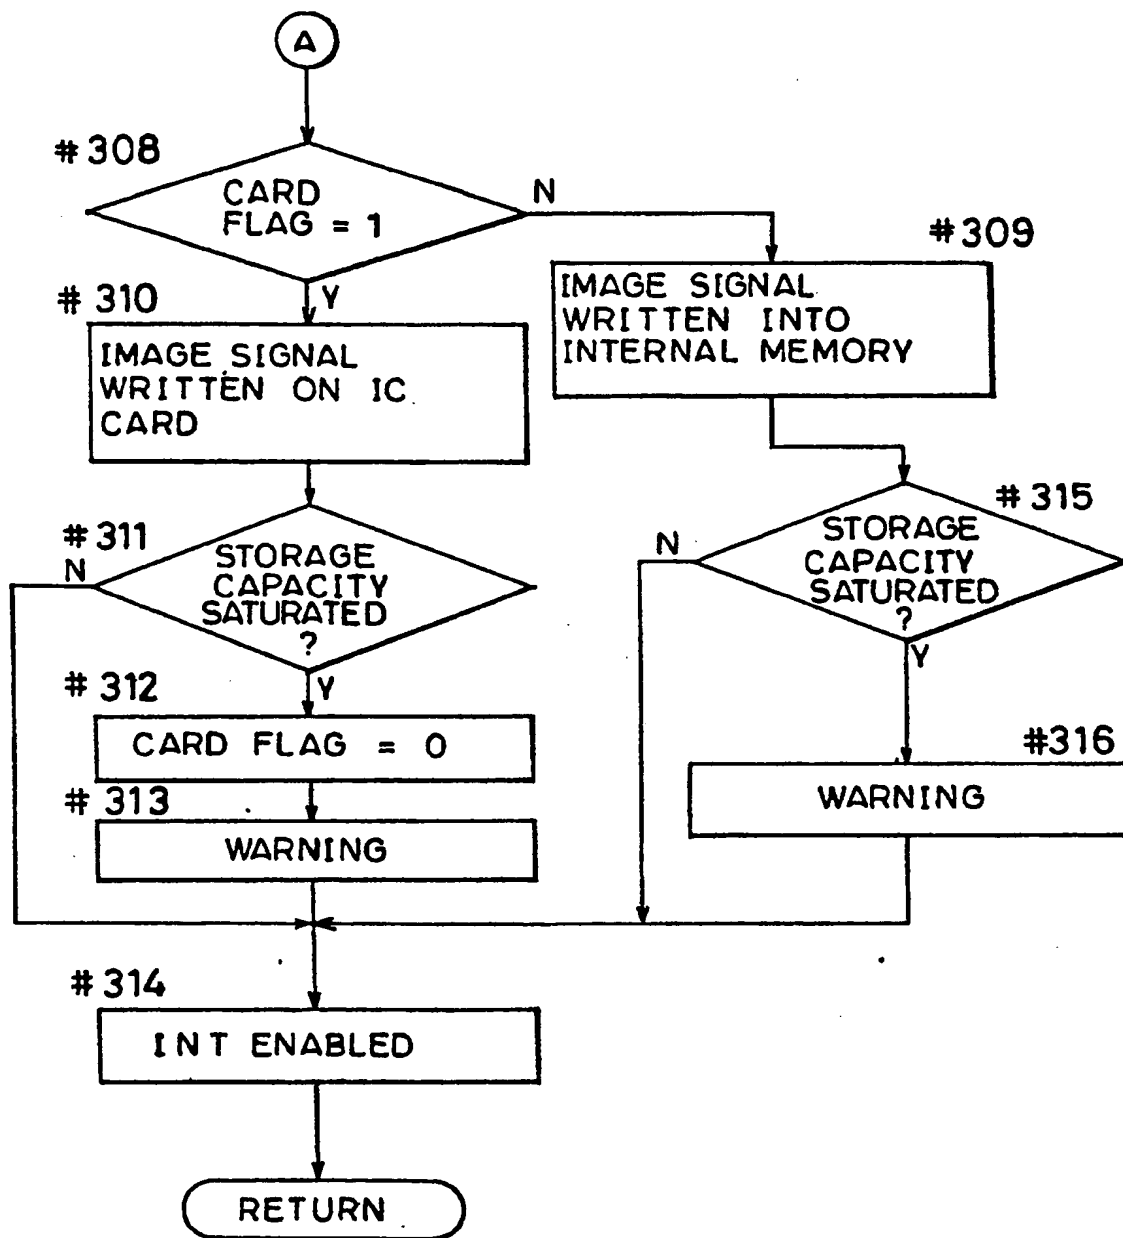 A
#308
CARD
FLAG = 1
N
Y
#309
IMAGE SIGNAL
WRITTEN INTO
INTERNAL MEMORY
#310
IMAGE SIGNAL
WRITTEN ON IC
CARD
#311
STORAGE
CAPACITY
SATURATED
?
N
Y
#315
STORAGE
CAPACITY
SATURATED
?
N
Y
#312
CARD FLAG = 0
#313
WARNING
#316
WARNING
#314
INT ENABLED
RETURN